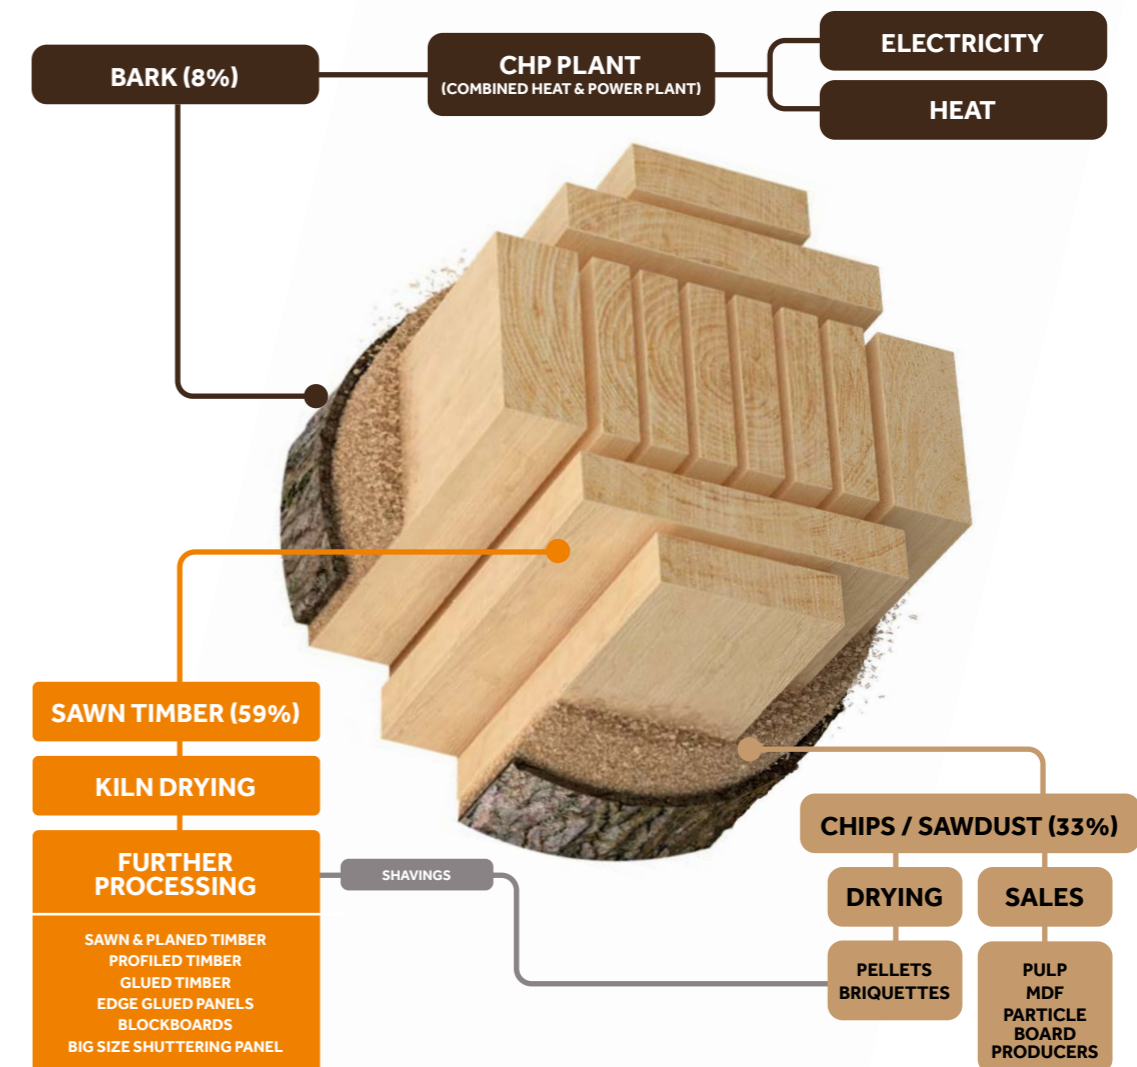 BARK (8%)
CHP PLANT
(COMBINED HEAT & POWER PLANT)
ELECTRICITY
HEAT
SAWN TIMBER (59%)
KILN DRYING
FURTHER
PROCESSING
SAWN & PLANED TIMBER
PROFILED TIMBER
GLUED TIMBER
EDGE GLUED PANELS
BLOCKBOARDS
BIG SIZE SHUTTERING PANEL
SHAVINGS
CHIPS / SAWDUST (33%)
DRYING
PELLETS
BRIQUETTES
SALES
PULP
MDF
PARTICLE
BOARD
PRODUCERS